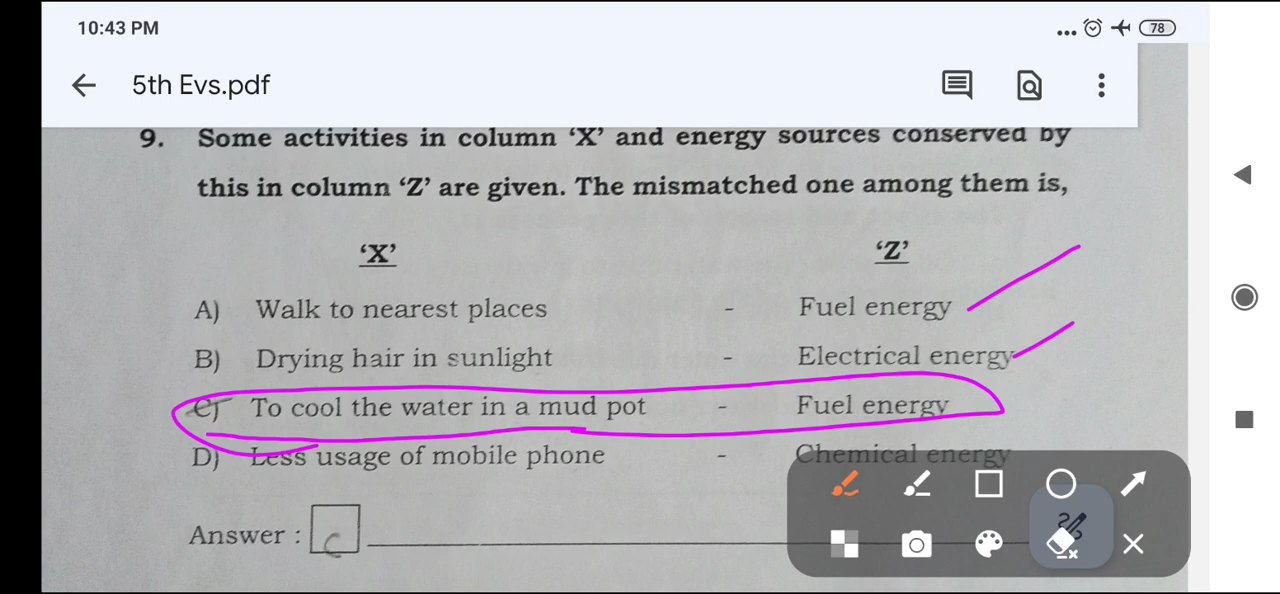 10:43 PM
78
5th Evs.pdf
9. Some activities in column ‘X’ and energy sources conserved by
this in column ‘Z’ are given. The mismatched one among them is,
‘X’ ‘Z’
A) Walk to nearest places - Fuel energy
B) Drying hair in sunlight - Electrical energy
C) To cool the water in a mud pot - Fuel energy
D) Less usage of mobile phone - Chemical energy
Answer : C